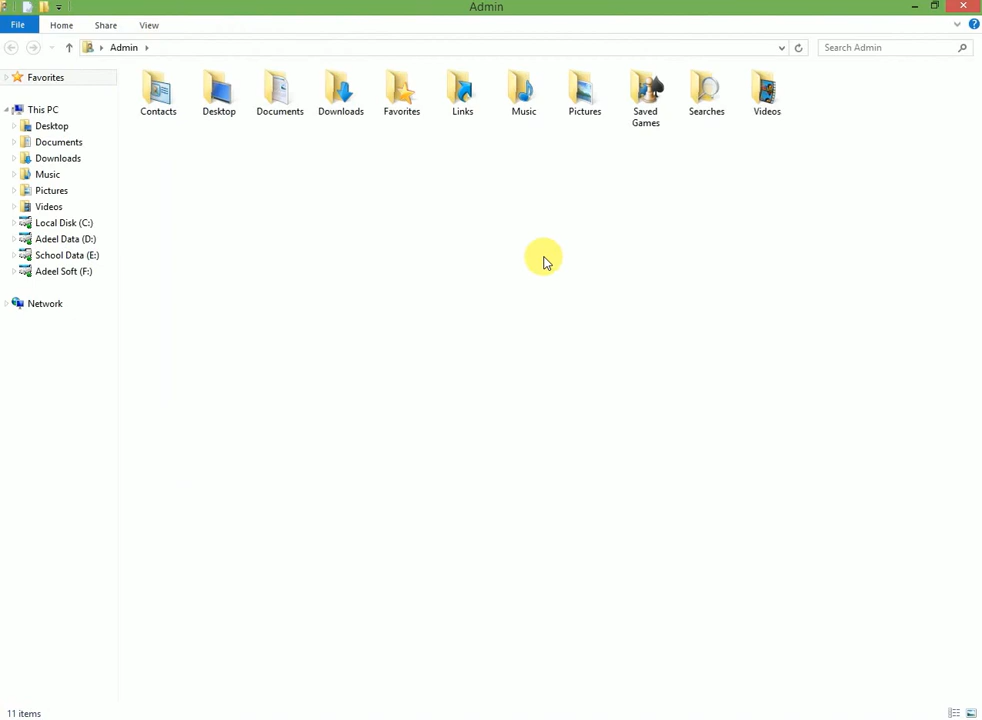 Admin
File Home Share View
Admin
Search Admin
Favorites
This PC
Desktop
Documents
Downloads
Music
Pictures
Videos
Local Disk (C:)
Adeel Data (D:)
School Data (E:)
Adeel Soft (F:)
Network
Contacts Desktop Documents Downloads Favorites Links Music Pictures Saved Games Searches Videos
11 items